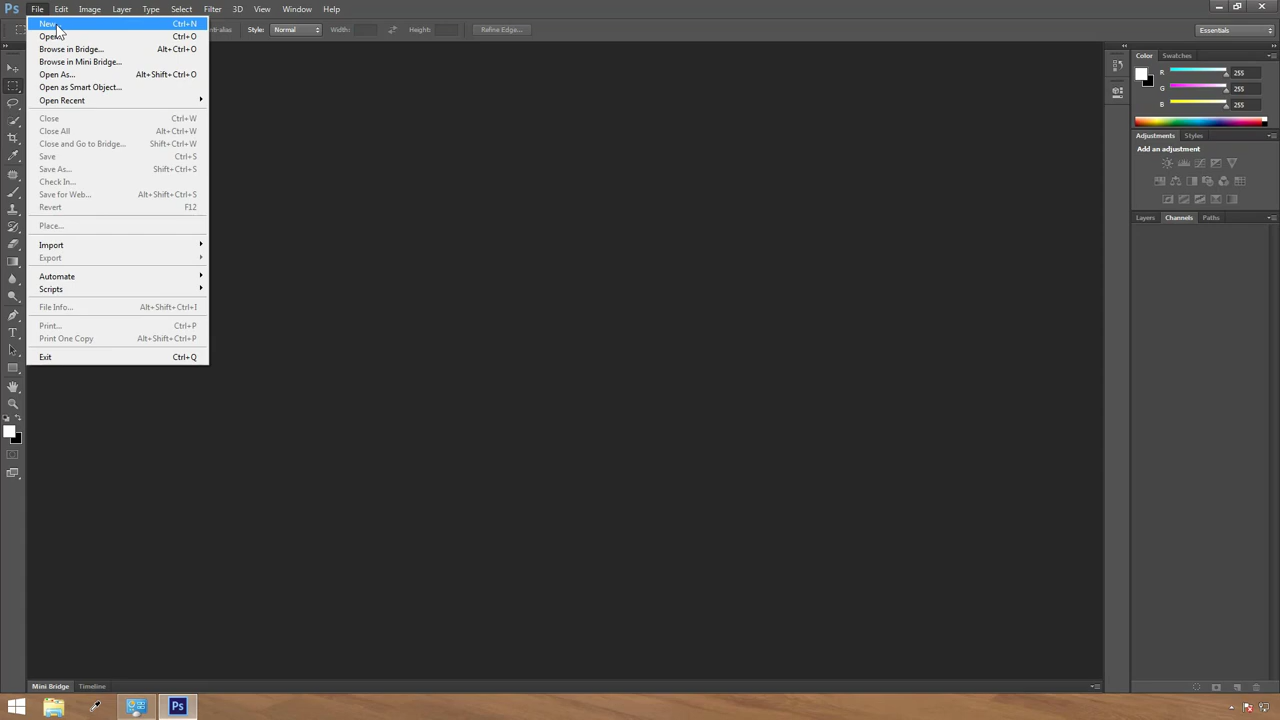 Ps File Edit Image Layer Type Select Filter 3D View Window Help
Style: Normal Width: Height: Refine Edge... Essentials
New... Ctrl+N
Open... Ctrl+O
Browse in Bridge... Alt+Ctrl+O
Browse in Mini Bridge...
Open As... Alt+Shift+Ctrl+O
Open as Smart Object...
Open Recent
Close Ctrl+W
Close All Alt+Ctrl+W
Close and Go to Bridge... Shift+Ctrl+W
Save Ctrl+S
Save As... Shift+Ctrl+S
Check In...
Save for Web... Alt+Shift+Ctrl+S
Revert F12
Place...
Import
Export
Automate
Scripts
File Info... Alt+Shift+Ctrl+I
Print... Ctrl+P
Print One Copy Alt+Shift+Ctrl+P
Exit Ctrl+Q
Color Swatches
R 255
G 255
B 255
Adjustments Styles
Add an adjustment
Layers Channels Paths
Mini Bridge Timeline
Ps